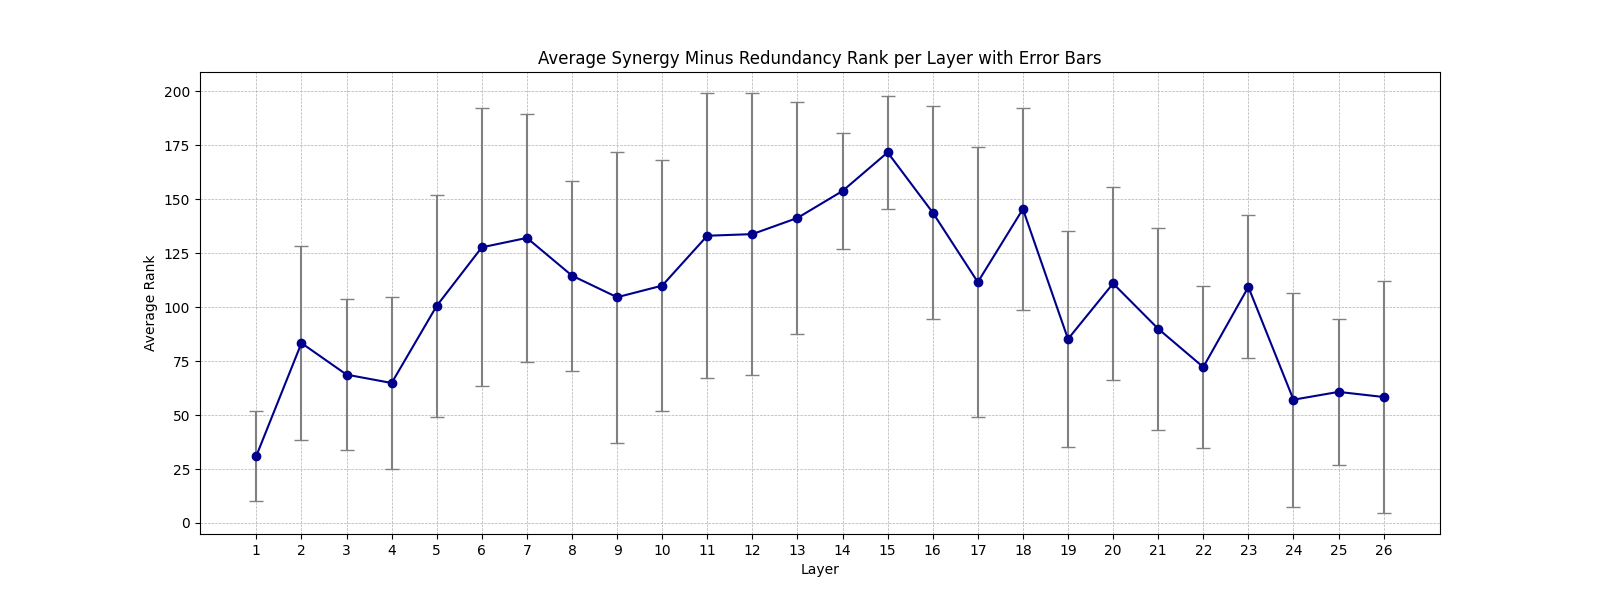 Average Synergy Minus Redundancy Rank per Layer with Error Bars
200
175
150
125
100
75
50
25
0
Average Rank
1 2 3 4 5 6 7 8 9 10 11 12 13 14 15 16 17 18 19 20 21 22 23 24 25 26
Layer